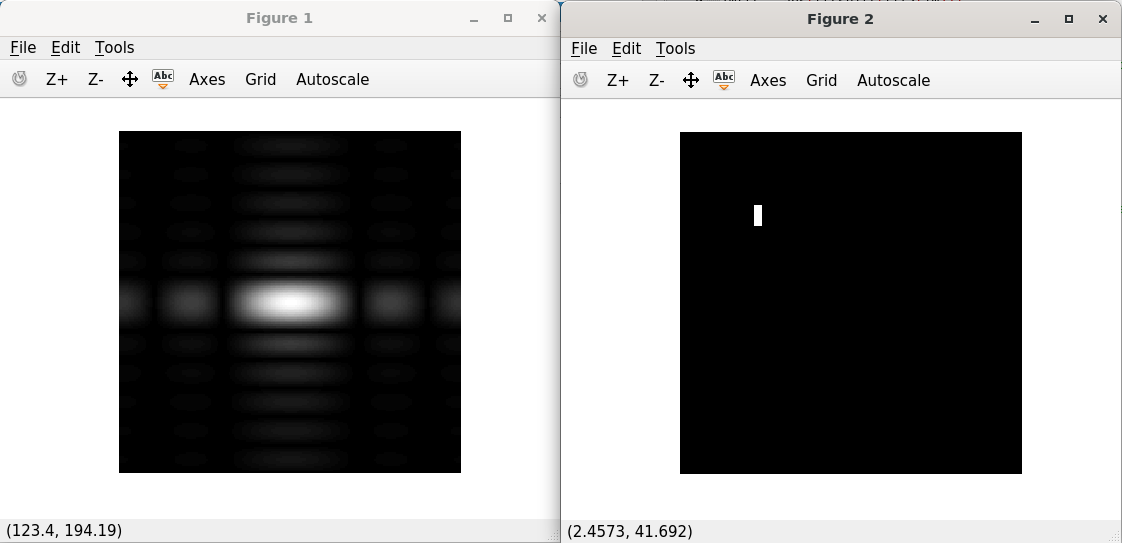 Figure 1
File Edit Tools
Z+ Z- Abc Axes Grid Autoscale
(123.4, 194.19)
Figure 2
File Edit Tools
Z+ Z- Abc Axes Grid Autoscale
(2.4573, 41.692)